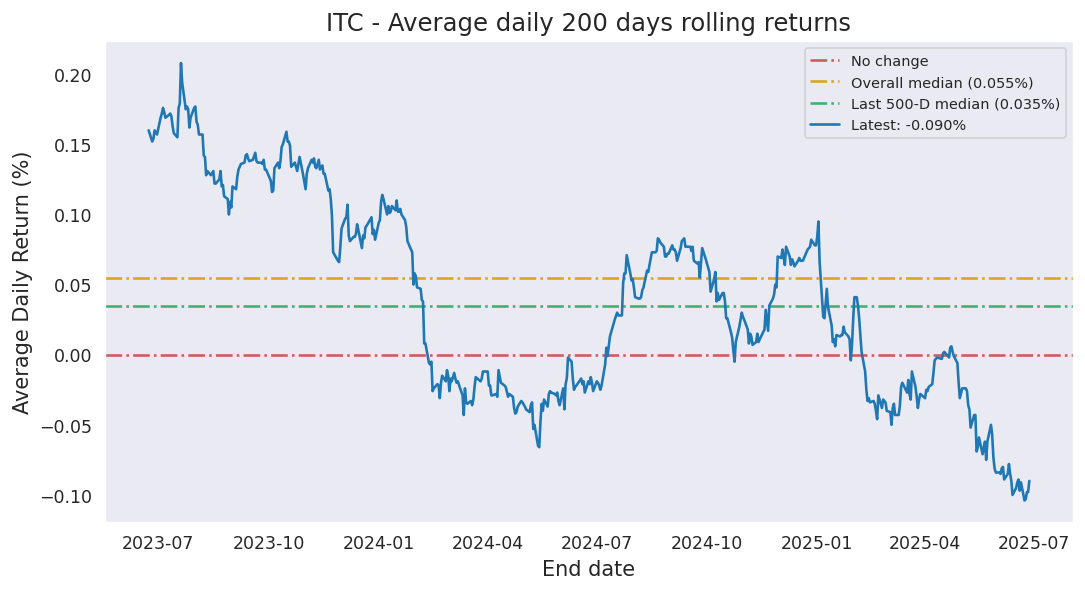 ITC - Average daily 200 days rolling returns
No change
Overall median (0.055%)
Last 500-D median (0.035%)
Latest: -0.090%
Average Daily Return (%)
0.20
0.15
0.10
0.05
0.00
−0.05
−0.10
2023-07 2023-10 2024-01 2024-04 2024-07 2024-10 2025-01 2025-04 2025-07
End date